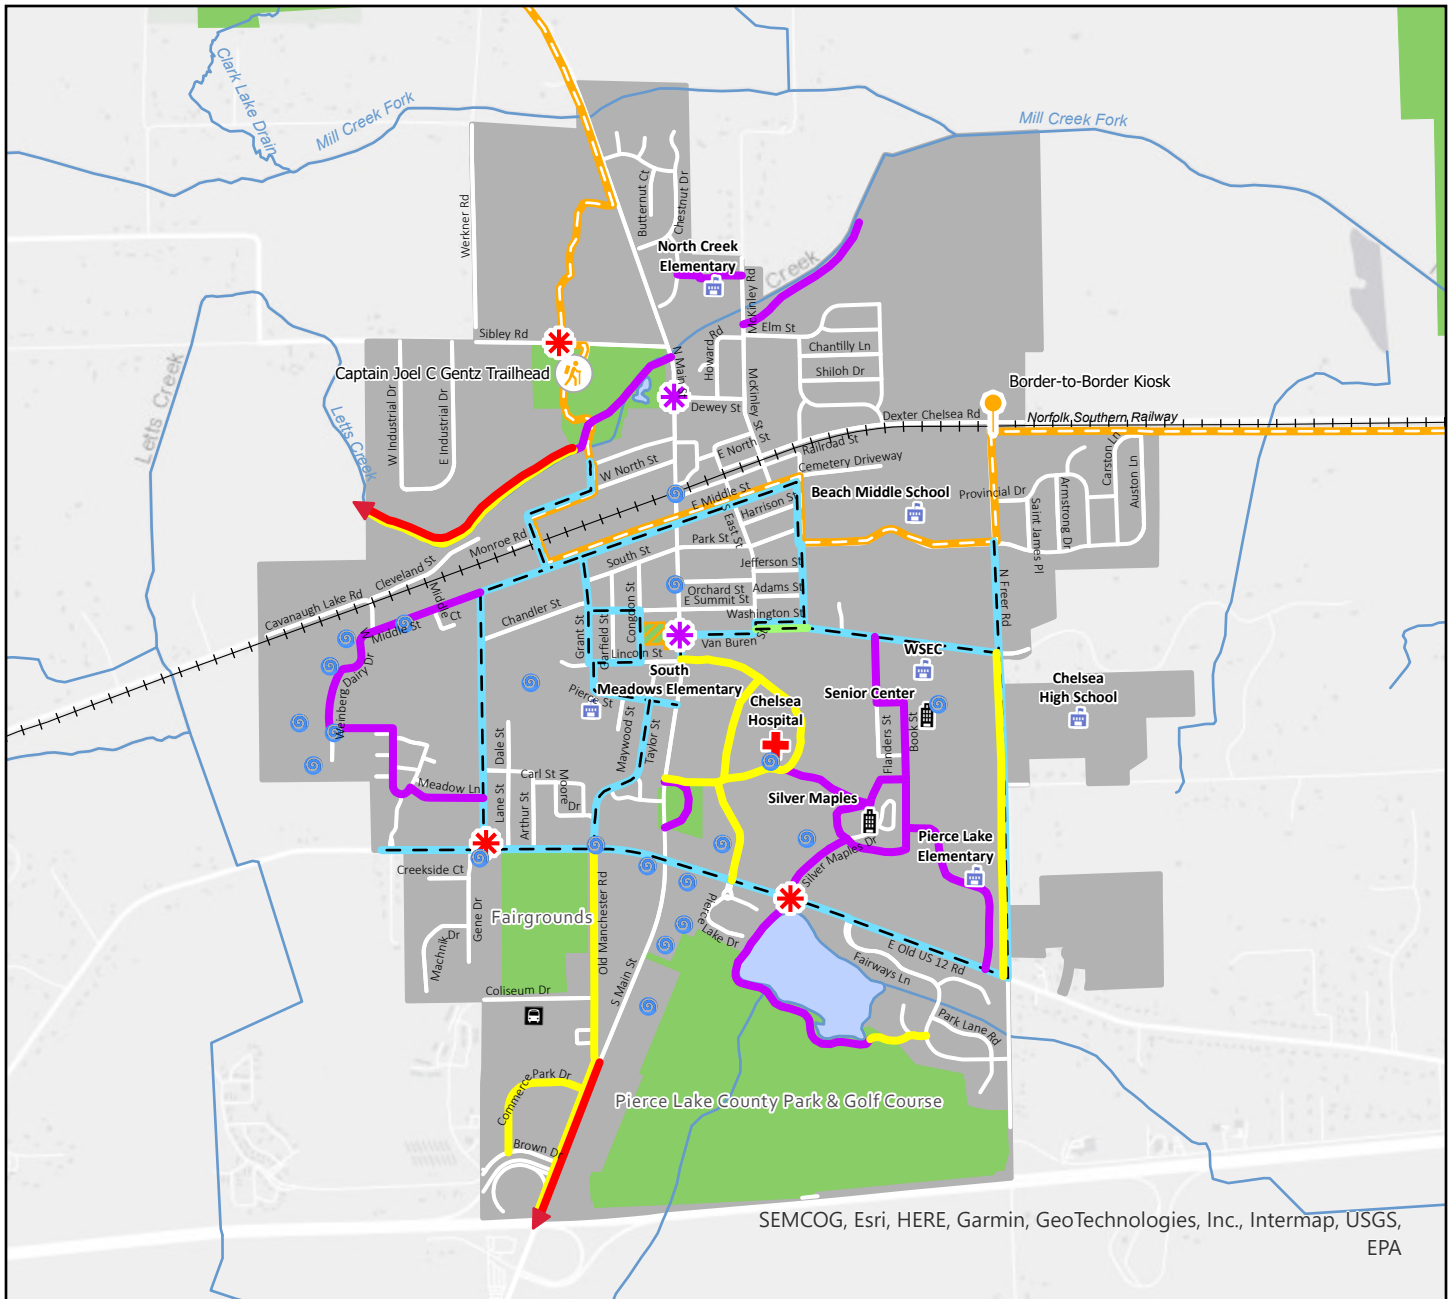 Clark Lake Drain
Mill Creek Fork
Mill Creek Fork
Werkner Rd
Butternut Ct
Chestnut Dr
North Creek
Elementary
Creek
McKinley Rd
Letts Creek
Letts Creek
Sibley Rd
Captain Joel C Gentz Trailhead
W Industrial Dr
E Industrial Dr
N Main St
Howard Rd
Elm St
Chantilly Ln
Shiloh Dr
McKinley St
Dewey St
Border-to-Border Kiosk
Dexter Chelsea Rd
Norfolk Southern Railway
E North St
Railroad St
W North St
Cemetery Driveway
E Middle St
Harrison St
S East St
Beach Middle School
Provincial Dr
Saint James Pl
Armstrong Dr
Carston Ln
Auston Ln
Monroe Rd
Cleveland St
Cavanaugh Lake Rd
Park St
South St
Jefferson St
Orchard St
Adams St
E Summit St
Washington St
Van Buren St
N Freer Rd
W Middle St
Middle Ct
Chandler St
Grant St
Garfield St
Congdon St
Lincoln St
Dairy Dr
Weinberg
Pierce St
South
Meadows Elementary
WSEC
Senior Center
Chelsea
High School
Chelsea
Hospital
Flanders St
Book St
Maywood St
Taylor St
Dale St
Carl St
Moore Dr
Meadow Ln
Lane St
Arthur St
Silver Maples
Silver Maples Dr
Pierce Lake
Elementary
Creekside Ct
Fairgrounds
Gene Dr
Machnik Dr
Old Manchester Rd
Pierce Lake Dr
S Main St
E Old US 12 Rd
Fairways Ln
Park Lane Rd
Coliseum Dr
Commerce Park Dr
Brown Dr
Pierce Lake County Park & Golf Course
SEMCOG, Esri, HERE, Garmin, GeoTechnologies, Inc., Intermap, USGS,
EPA